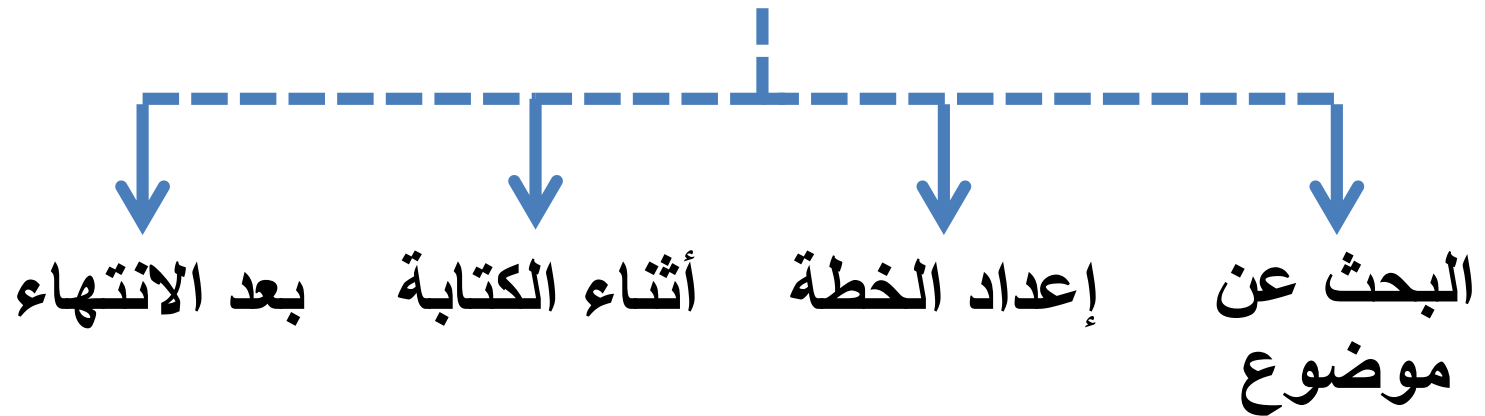 البحث عن
موضوع
إعداد الخطة
أثناء الكتابة
بعد الانتهاء